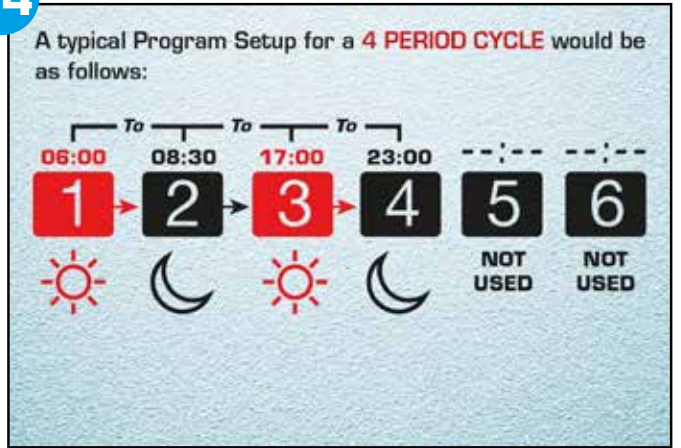 4
A typical Program Setup for a 4 PERIOD CYCLE would be
as follows:
To To To
06:00 08:30 17:00 23:00 --:-- --:--
1 2 3 4 5 6
NOT NOT
USED USED